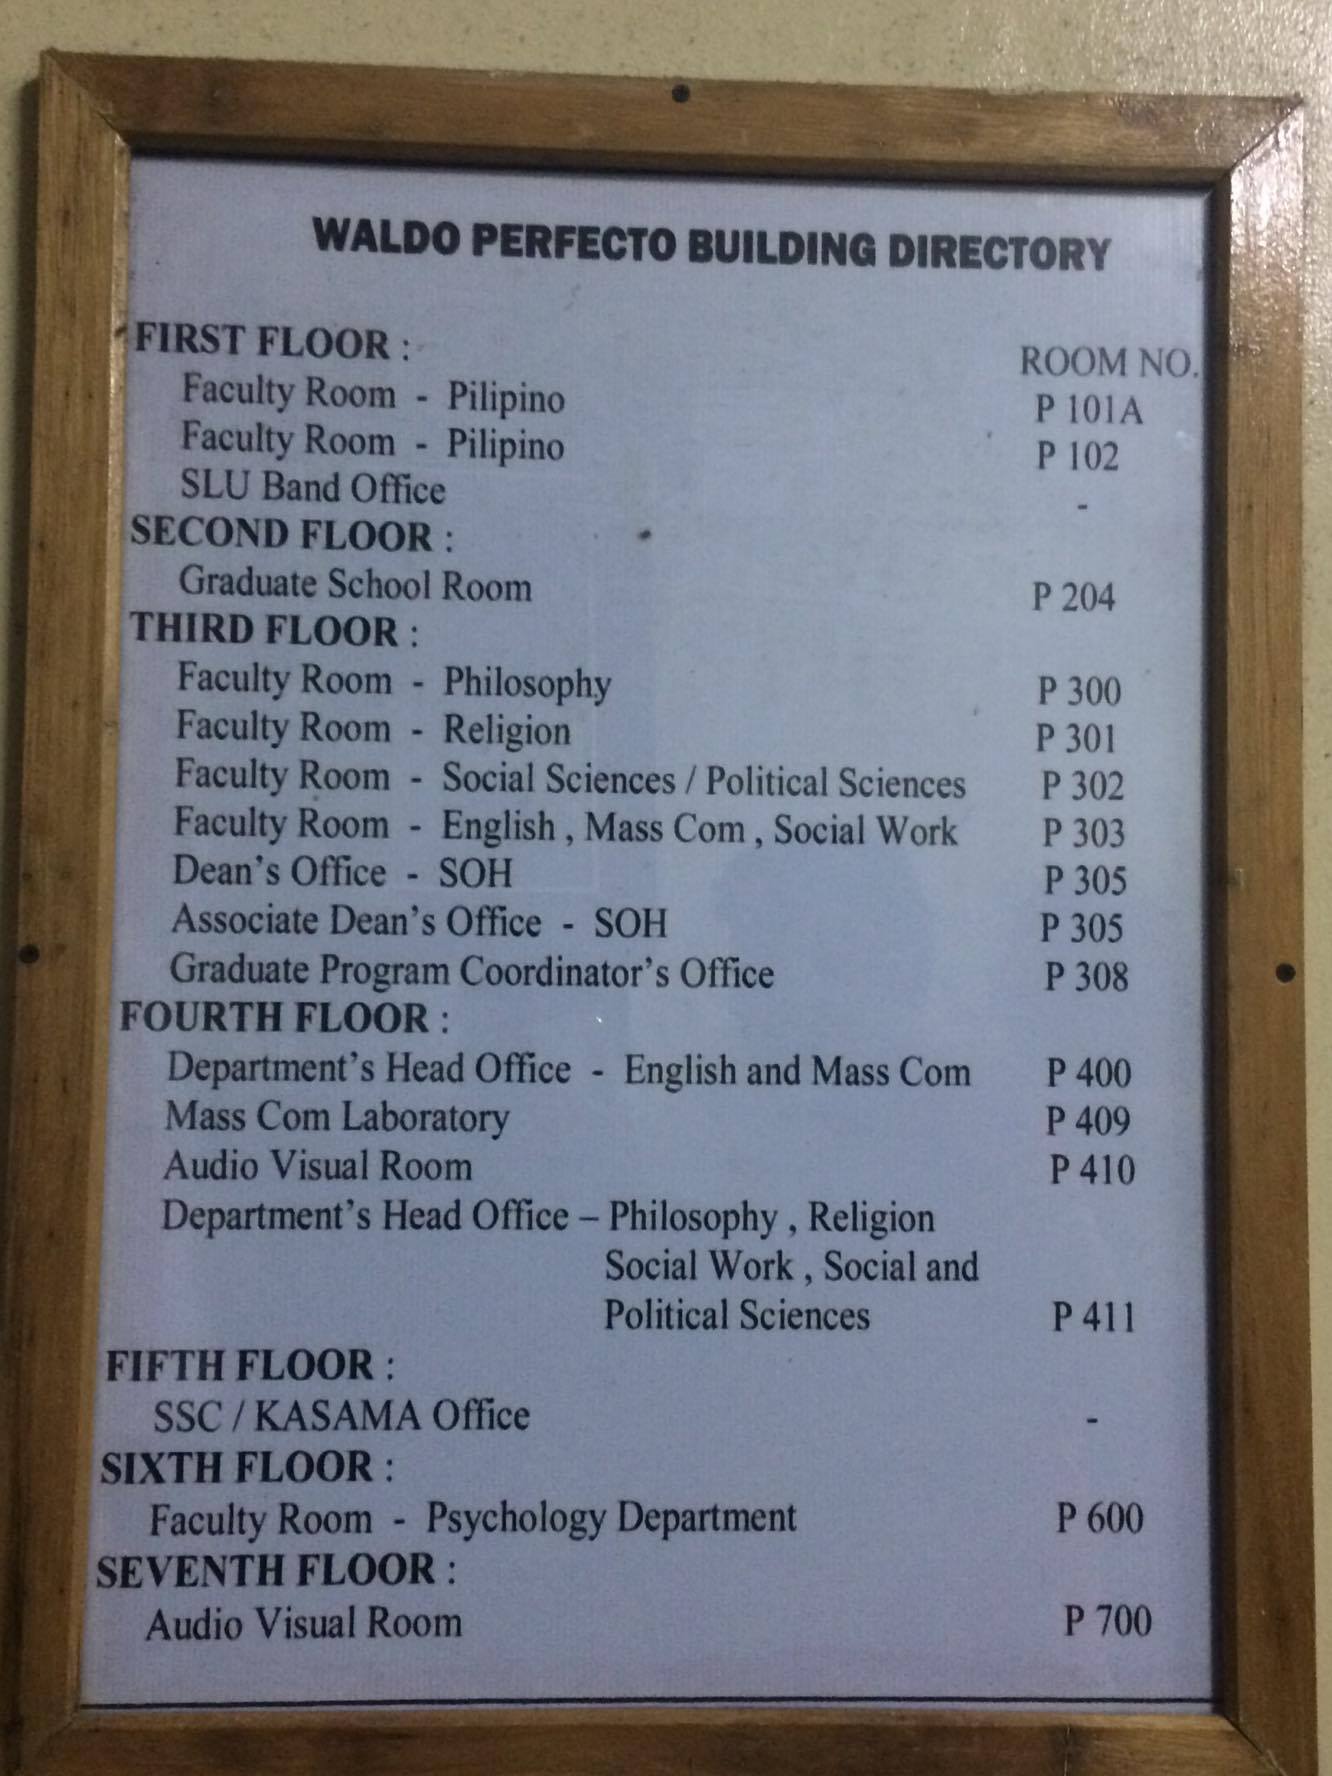 WALDO PERFECTO BUILDING DIRECTORY
FIRST FLOOR : ROOM NO.
Faculty Room - Pilipino P 101A
Faculty Room - Pilipino P 102
SLU Band Office -
SECOND FLOOR :
Graduate School Room P 204
THIRD FLOOR :
Faculty Room - Philosophy P 300
Faculty Room - Religion P 301
Faculty Room - Social Sciences / Political Sciences P 302
Faculty Room - English , Mass Com , Social Work P 303
Dean's Office - SOH P 305
Associate Dean's Office - SOH P 305
Graduate Program Coordinator's Office P 308
FOURTH FLOOR :
Department's Head Office - English and Mass Com P 400
Mass Com Laboratory P 409
Audio Visual Room P 410
Department's Head Office – Philosophy , Religion
Social Work , Social and
Political Sciences P 411
FIFTH FLOOR :
SSC / KASAMA Office -
SIXTH FLOOR :
Faculty Room - Psychology Department P 600
SEVENTH FLOOR :
Audio Visual Room P 700